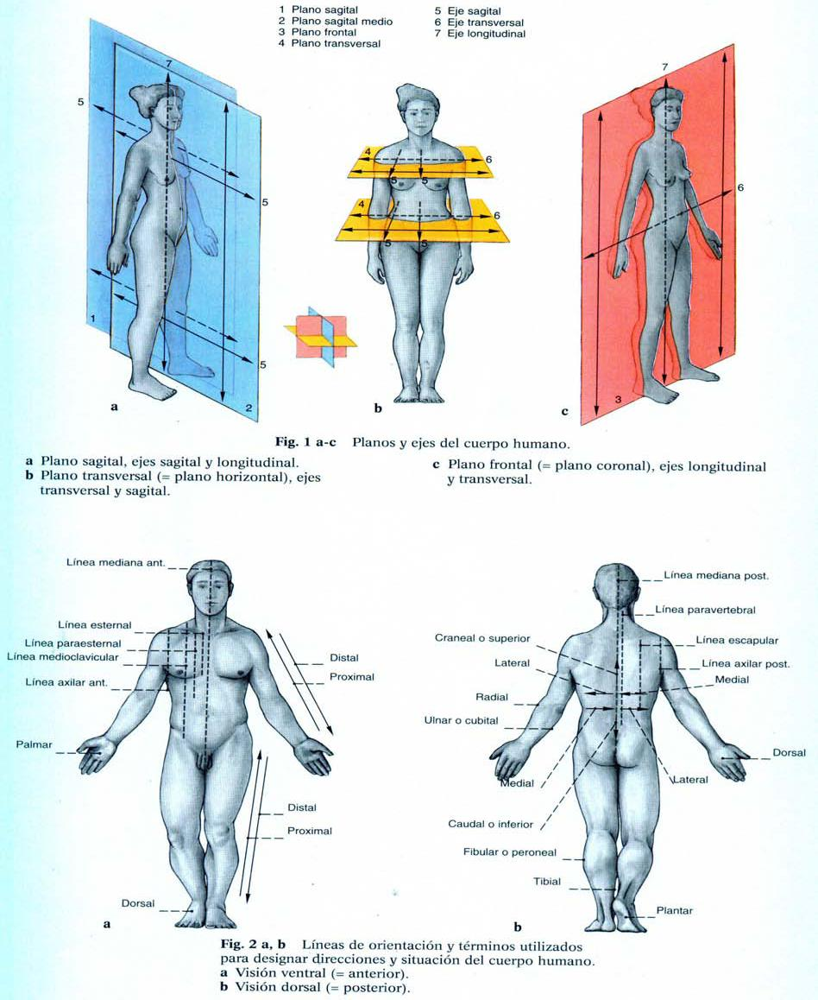 1 Plano sagital
2 Plano sagital medio
3 Plano frontal
4 Plano transversal
5 Eje sagital
6 Eje transversal
7 Eje longitudinal
7
5
5
5
1
2
a
4
6
5
5
4
6
5
5
b
7
6
3
c
Fig. 1 a-c Planos y ejes del cuerpo humano.
a Plano sagital, ejes sagital y longitudinal.
b Plano transversal (= plano horizontal), ejes
transversal y sagital.
c Plano frontal (= plano coronal), ejes longitudinal
y transversal.
Línea mediana ant.
Línea esternal
Línea paraesternal
Línea medioclavicular
Línea axilar ant.
Palmar
Dorsal
Distal
Proximal
Distal
Proximal
a
Línea mediana post.
Línea paravertebral
Craneal o superior
Línea escapular
Lateral
Línea axilar post.
Medial
Radial
Ulnar o cubital
Dorsal
Medial
Lateral
Caudal o inferior
Fibular o peroneal
Tibial
Plantar
b
Fig. 2 a, b Líneas de orientación y términos utilizados
para designar direcciones y situación del cuerpo humano.
a Visión ventral (= anterior).
b Visión dorsal (= posterior).